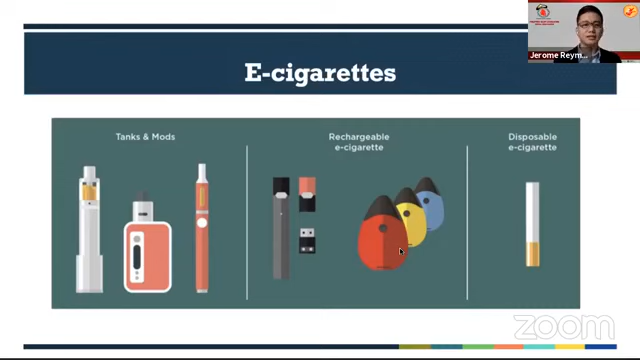 E-cigarettes
Jerome Reym...
Tanks & Mods
Rechargeable
e-cigarette
Disposable
e-cigarette
zoom